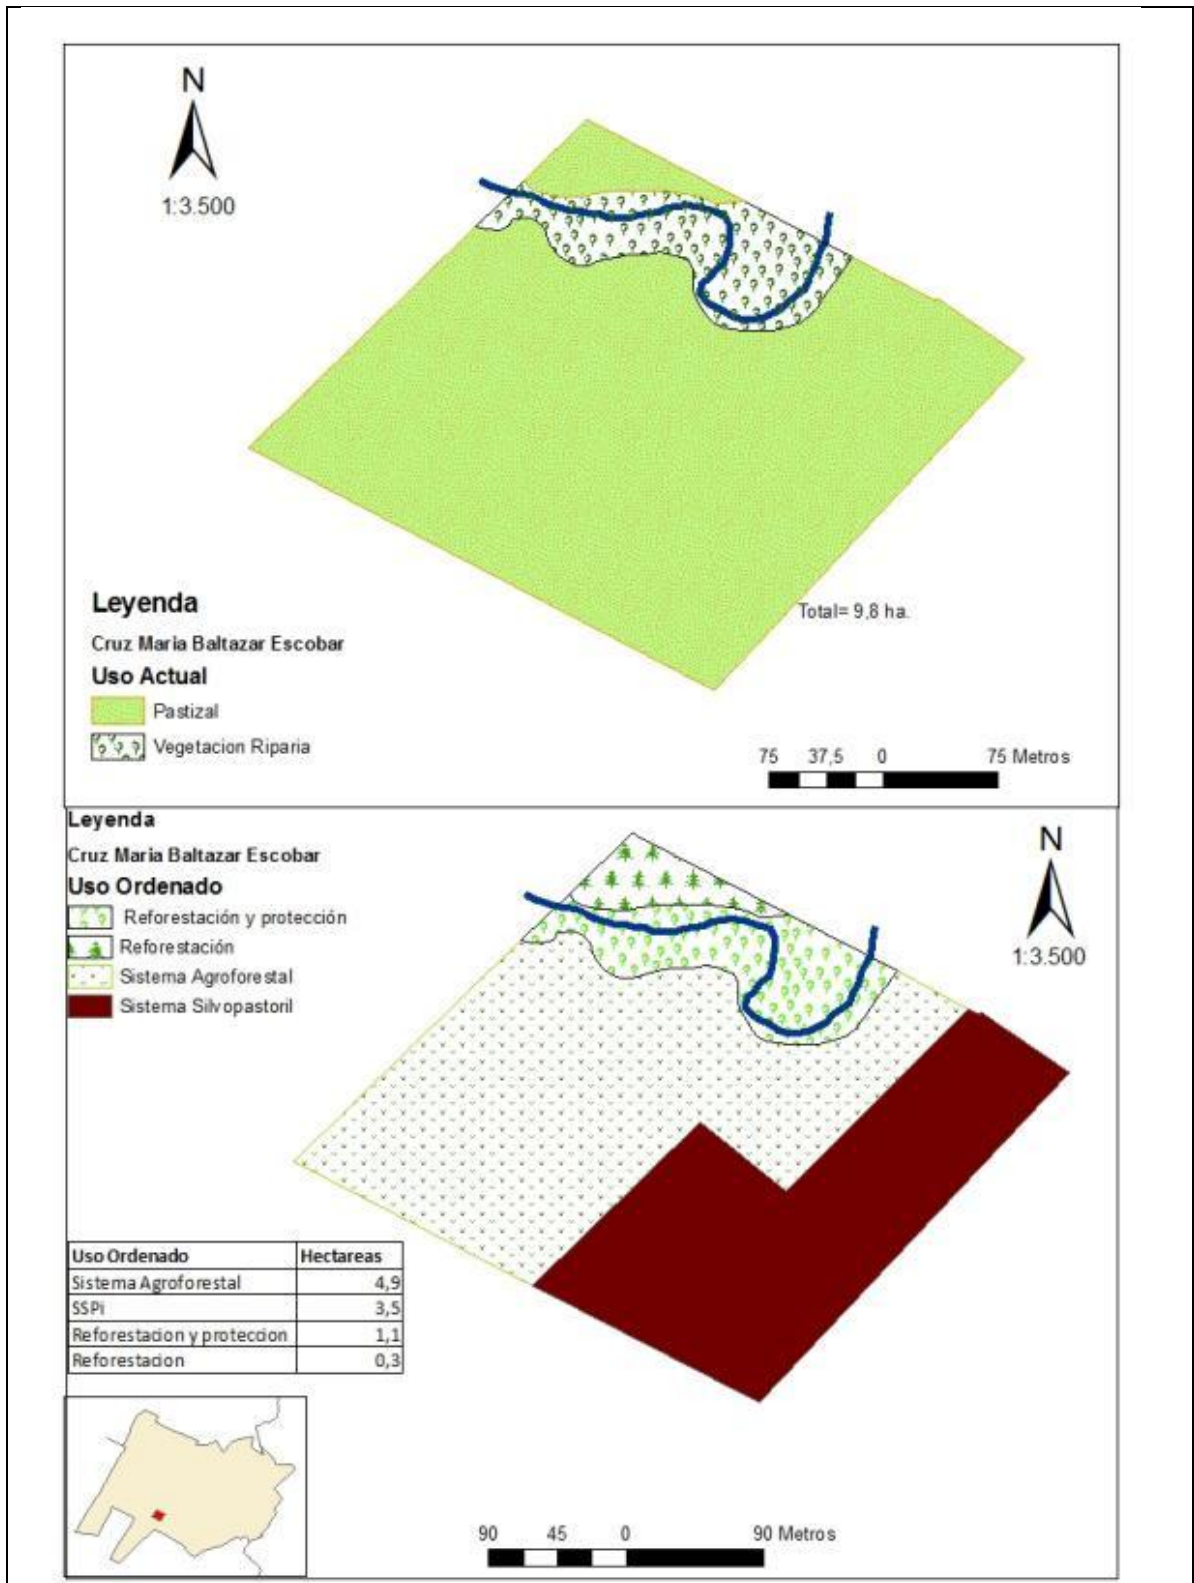 N
1:3.500
Total= 9,8 ha.
Leyenda
Cruz Maria Baltazar Escobar
Uso Actual
Pastizal
Vegetacion Riparia
75 37,5 0 75 Metros
Leyenda
Cruz Maria Baltazar Escobar
Uso Ordenado
Reforestación y protección
Reforestación
Sistema Agroforestal
Sistema Silvopastoril
N
1:3.500
Uso Ordenado Hectareas
Sistema Agroforestal 4,9
SSPi 3,5
Reforestacion y proteccion 1,1
Reforestacion 0,3
90 45 0 90 Metros